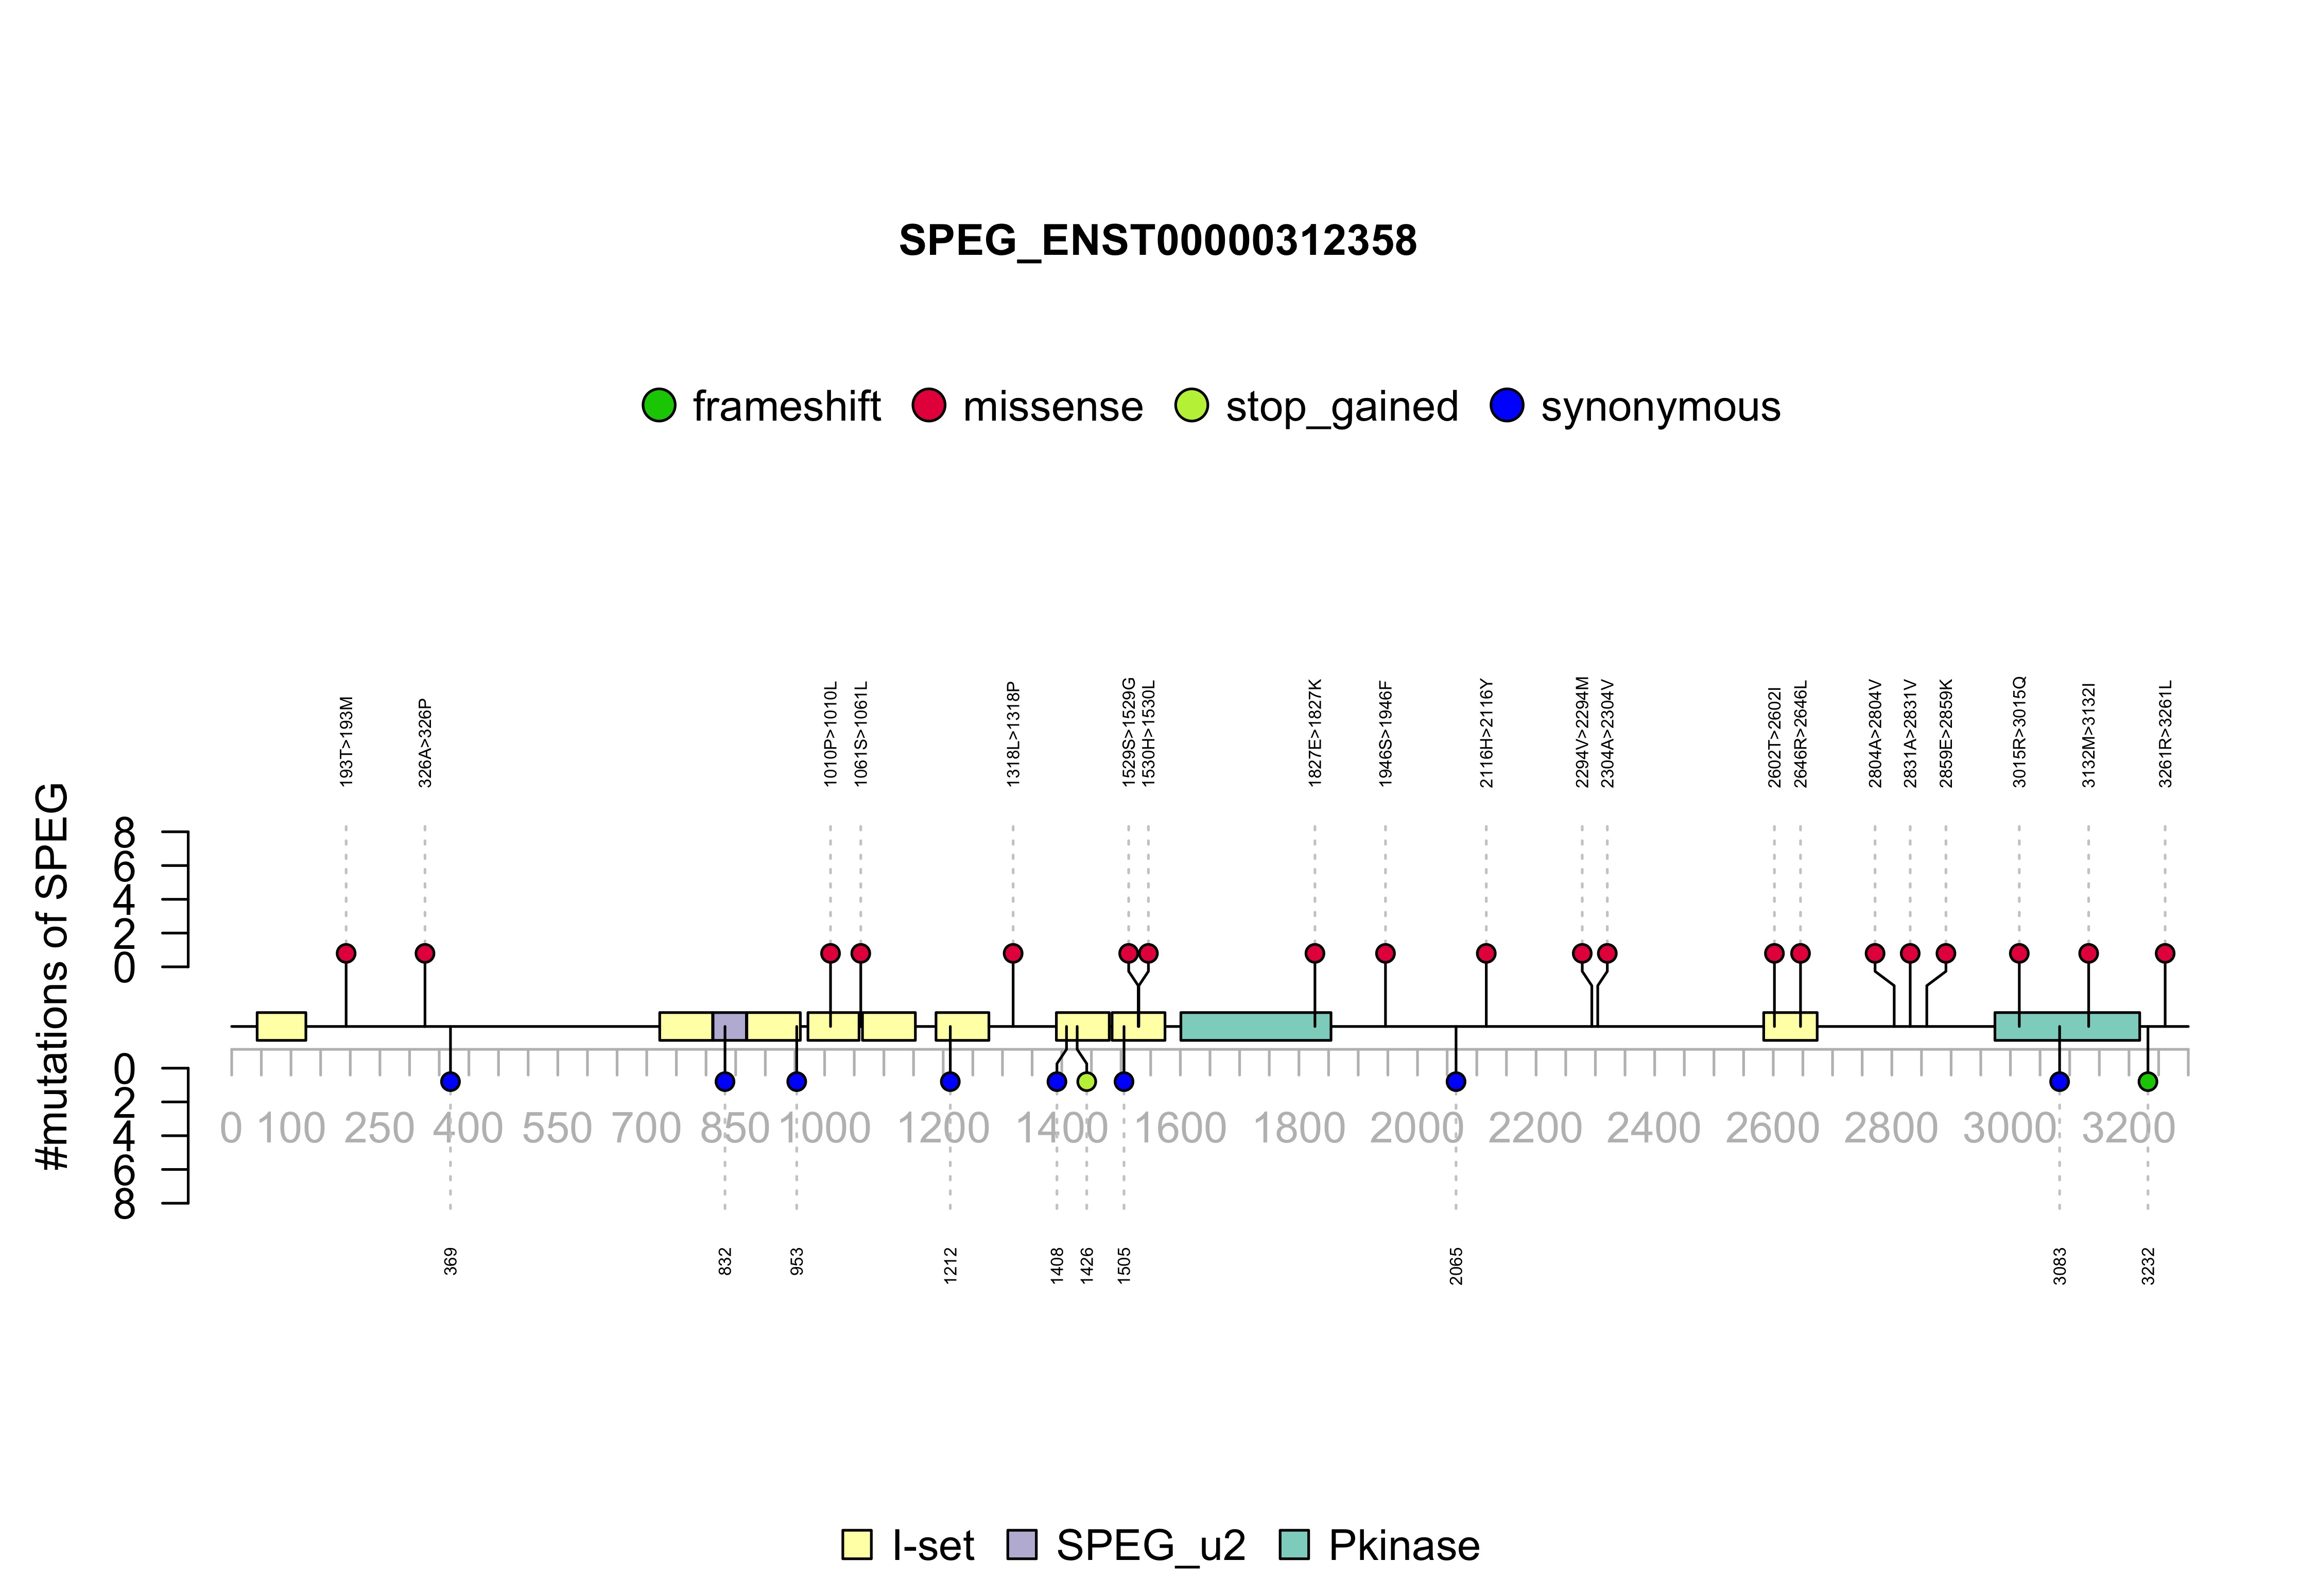 SPEG_ENST00000312358
frameshift missense stop_gained synonymous
193T>193M
326A>326P
1010P>1010L
1061S>1061L
1318L>1318P
1529S>1529G
1530H>1530L
1827E>1827K
1946S>1946F
2116H>2116Y
2294V>2294M
2304A>2304V
2602T>2602I
2646R>2646L
2804A>2804V
2831A>2831V
2859E>2859K
3015R>3015Q
3132M>3132I
3261R>3261L
#mutations of SPEG
8
6
4
2
0
0
2
4
6
8
0 100 250 400 550 700 850 1000 1200 1400 1600 1800 2000 2200 2400 2600 2800 3000 3200
369
832
953
1212
1408
1426
1505
2065
3083
3232
I-set SPEG_u2 Pkinase